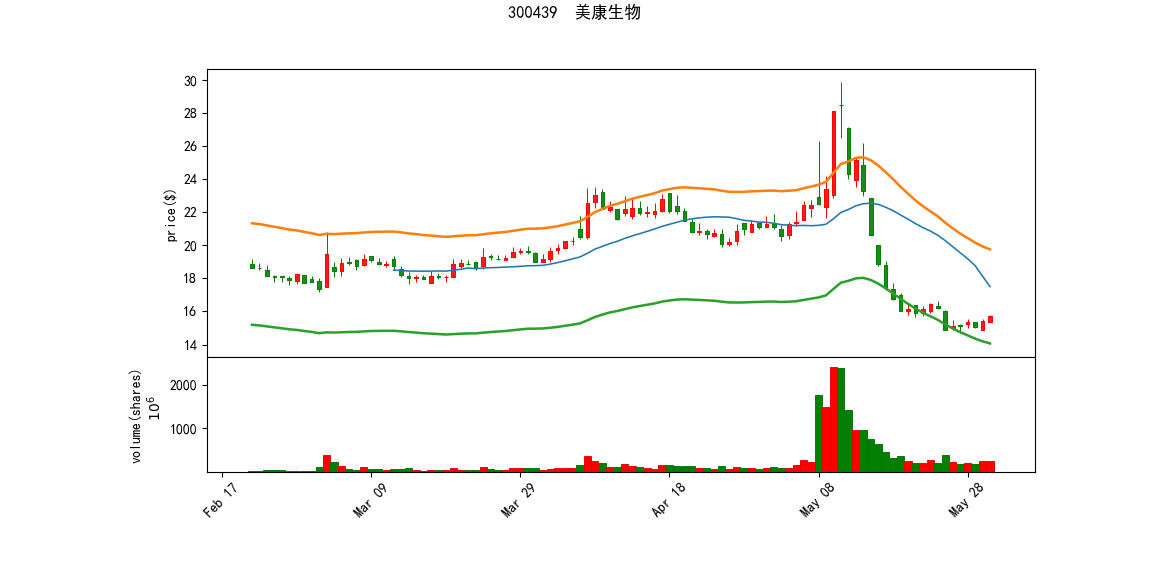 300439 美康生物
price($)
30
28
26
24
22
20
18
16
14
volume(shares)
10^6
2000
1000
Feb 17
Mar 09
Mar 29
Apr 18
May 08
May 28